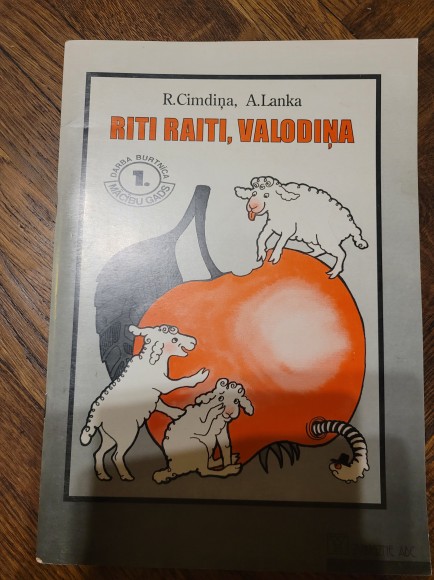 R.Cimdiņa, A.Lanka
RITI RAITI, VALODIŅA
DARBA BURTNĪCA
1.
MĀCĪBU GADS